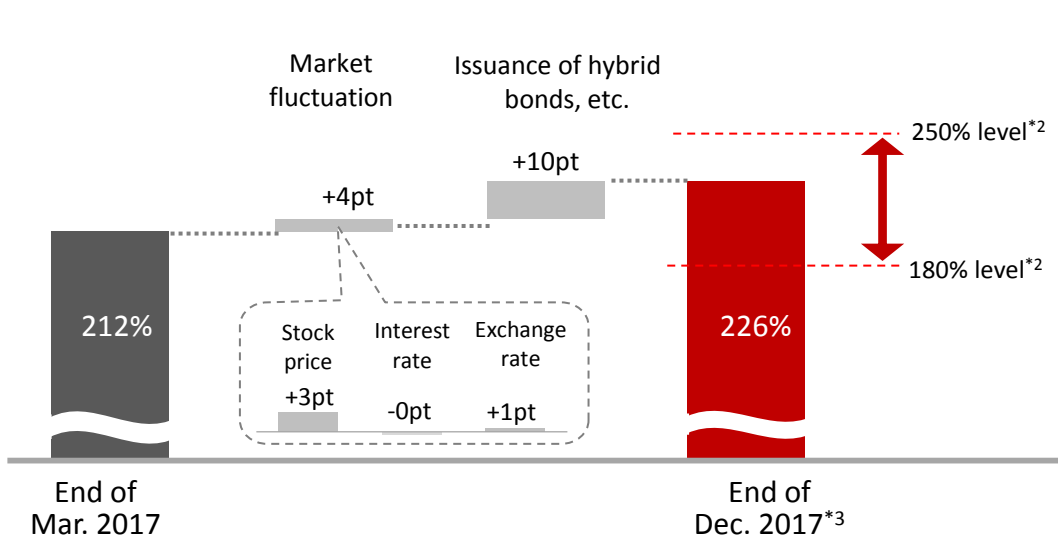 Market
fluctuation
Issuance of hybrid
bonds, etc.
250% level*2
+10pt
+4pt
180% level*2
212%
226%
Stock
price
Interest
rate
Exchange
rate
+3pt
-0pt
+1pt
End of
Mar. 2017
End of
Dec. 2017*3